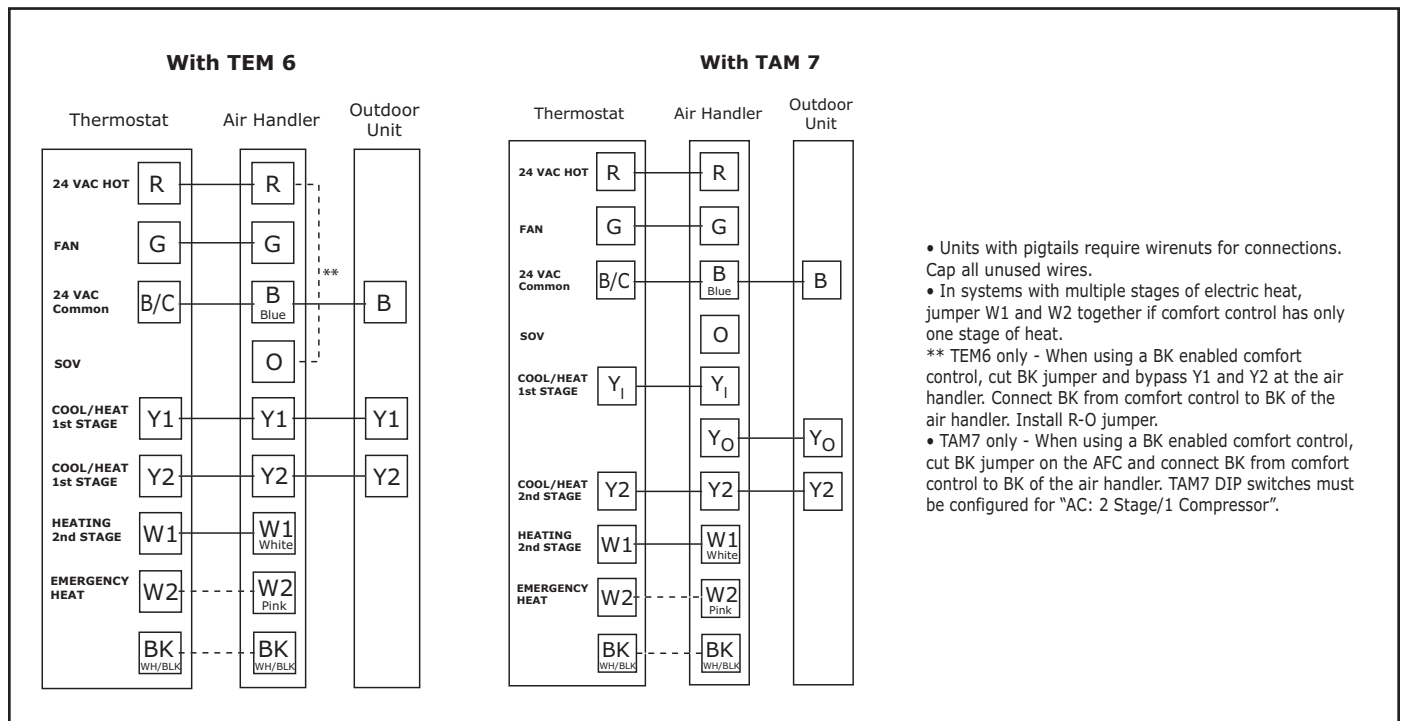 With TEM 6
Thermostat Air Handler Outdoor
Unit
24 VAC HOT R R
FAN G G
**
24 VAC
Common B/C B
Blue B
SOV O
COOL/HEAT
1st STAGE Y1 Y1 Y1
COOL/HEAT
1st STAGE Y2 Y2 Y2
HEATING
2nd STAGE W1 W1
White
EMERGENCY
HEAT W2 W2
Pink
BK BK
WH/BLK WH/BLK
With TAM 7
Thermostat Air Handler Outdoor
Unit
24 VAC HOT R R
FAN G G
24 VAC
Common B/C B
Blue B
SOV O
COOL/HEAT
1st STAGE YI YI
YO YO
COOL/HEAT
2nd STAGE Y2 Y2 Y2
HEATING
2nd STAGE W1 W1
White
EMERGENCY
HEAT W2 W2
Pink
BK BK
WH/BLK WH/BLK
• Units with pigtails require wirenuts for connections.
Cap all unused wires.
• In systems with multiple stages of electric heat,
jumper W1 and W2 together if comfort control has only
one stage of heat.
** TEM6 only - When using a BK enabled comfort
control, cut BK jumper and bypass Y1 and Y2 at the air
handler. Connect BK from comfort control to BK of the
air handler. Install R-O jumper.
• TAM7 only - When using a BK enabled comfort control,
cut BK jumper on the AFC and connect BK from comfort
control to BK of the air handler. TAM7 DIP switches must
be configured for “AC: 2 Stage/1 Compressor”.